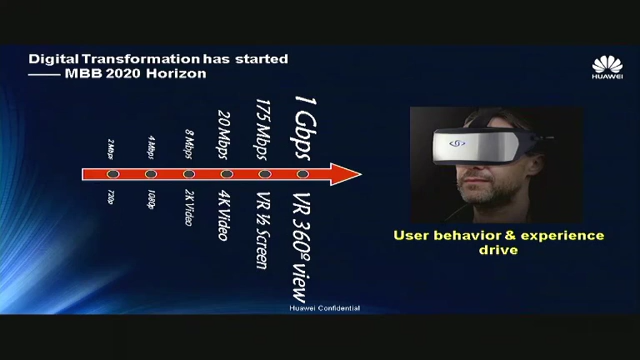 Digital Transformation has started
—— MBB 2020 Horizon
HUAWEI
2 Mbps
4 Mbps
8 Mbps
20 Mbps
175 Mbps
1 Gbps
720p
1080p
2K Video
4K Video
VR ½ Screen
VR 360º view
User behavior & experience
drive
Huawei Confidential